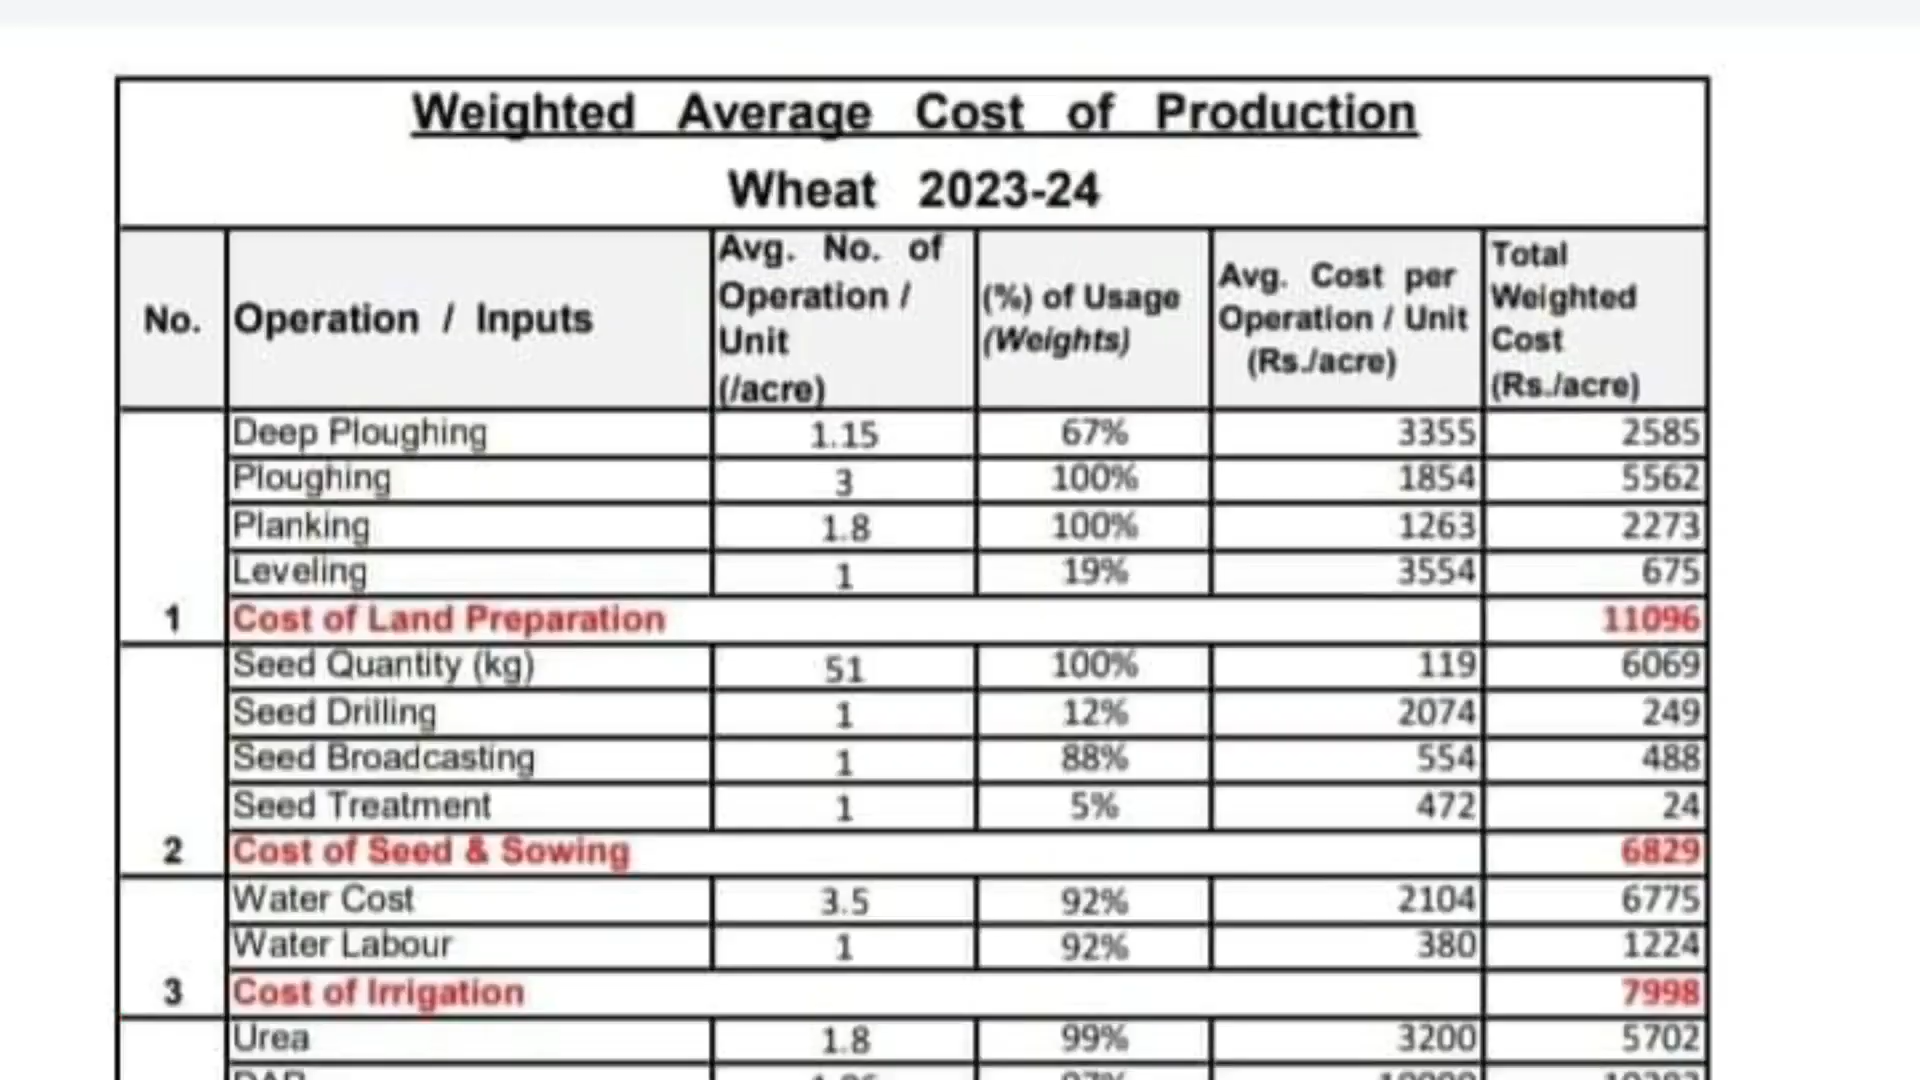 Weighted Average Cost of Production
Wheat 2023-24
No. Operation / Inputs Avg. No. of Operation / Unit (/acre) (%) of Usage (Weights) Avg. Cost per Operation / Unit (Rs./acre) Total Weighted Cost (Rs./acre)
Deep Ploughing 1.15 67% 3355 2585
Ploughing 3 100% 1854 5562
Planking 1.8 100% 1263 2273
Leveling 1 19% 3554 675
1 Cost of Land Preparation 11096
Seed Quantity (kg) 51 100% 119 6069
Seed Drilling 1 12% 2074 249
Seed Broadcasting 1 88% 554 488
Seed Treatment 1 5% 472 24
2 Cost of Seed & Sowing 6829
Water Cost 3.5 92% 2104 6775
Water Labour 1 92% 380 1224
3 Cost of Irrigation 7998
Urea 1.8 99% 3200 5702